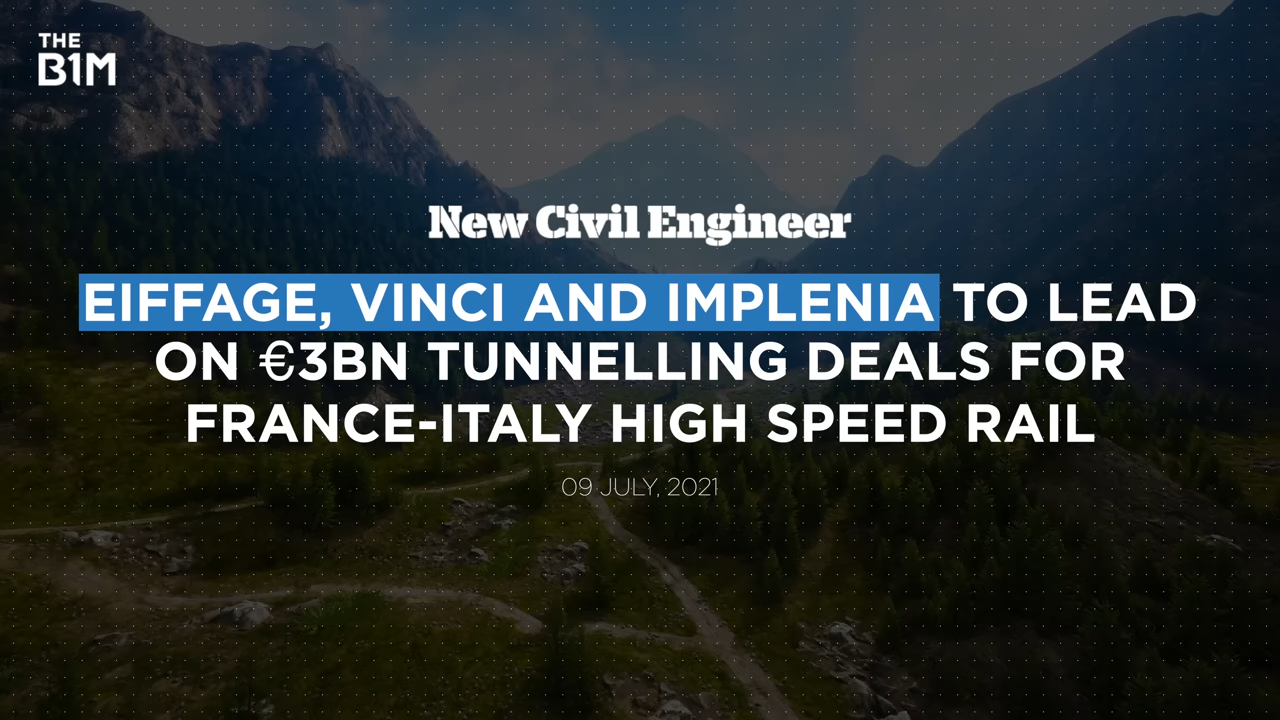 THE
B1M
New Civil Engineer
EIFFAGE, VINCI AND IMPLENIA TO LEAD
ON €3BN TUNNELLING DEALS FOR
FRANCE-ITALY HIGH SPEED RAIL
09 JULY, 2021